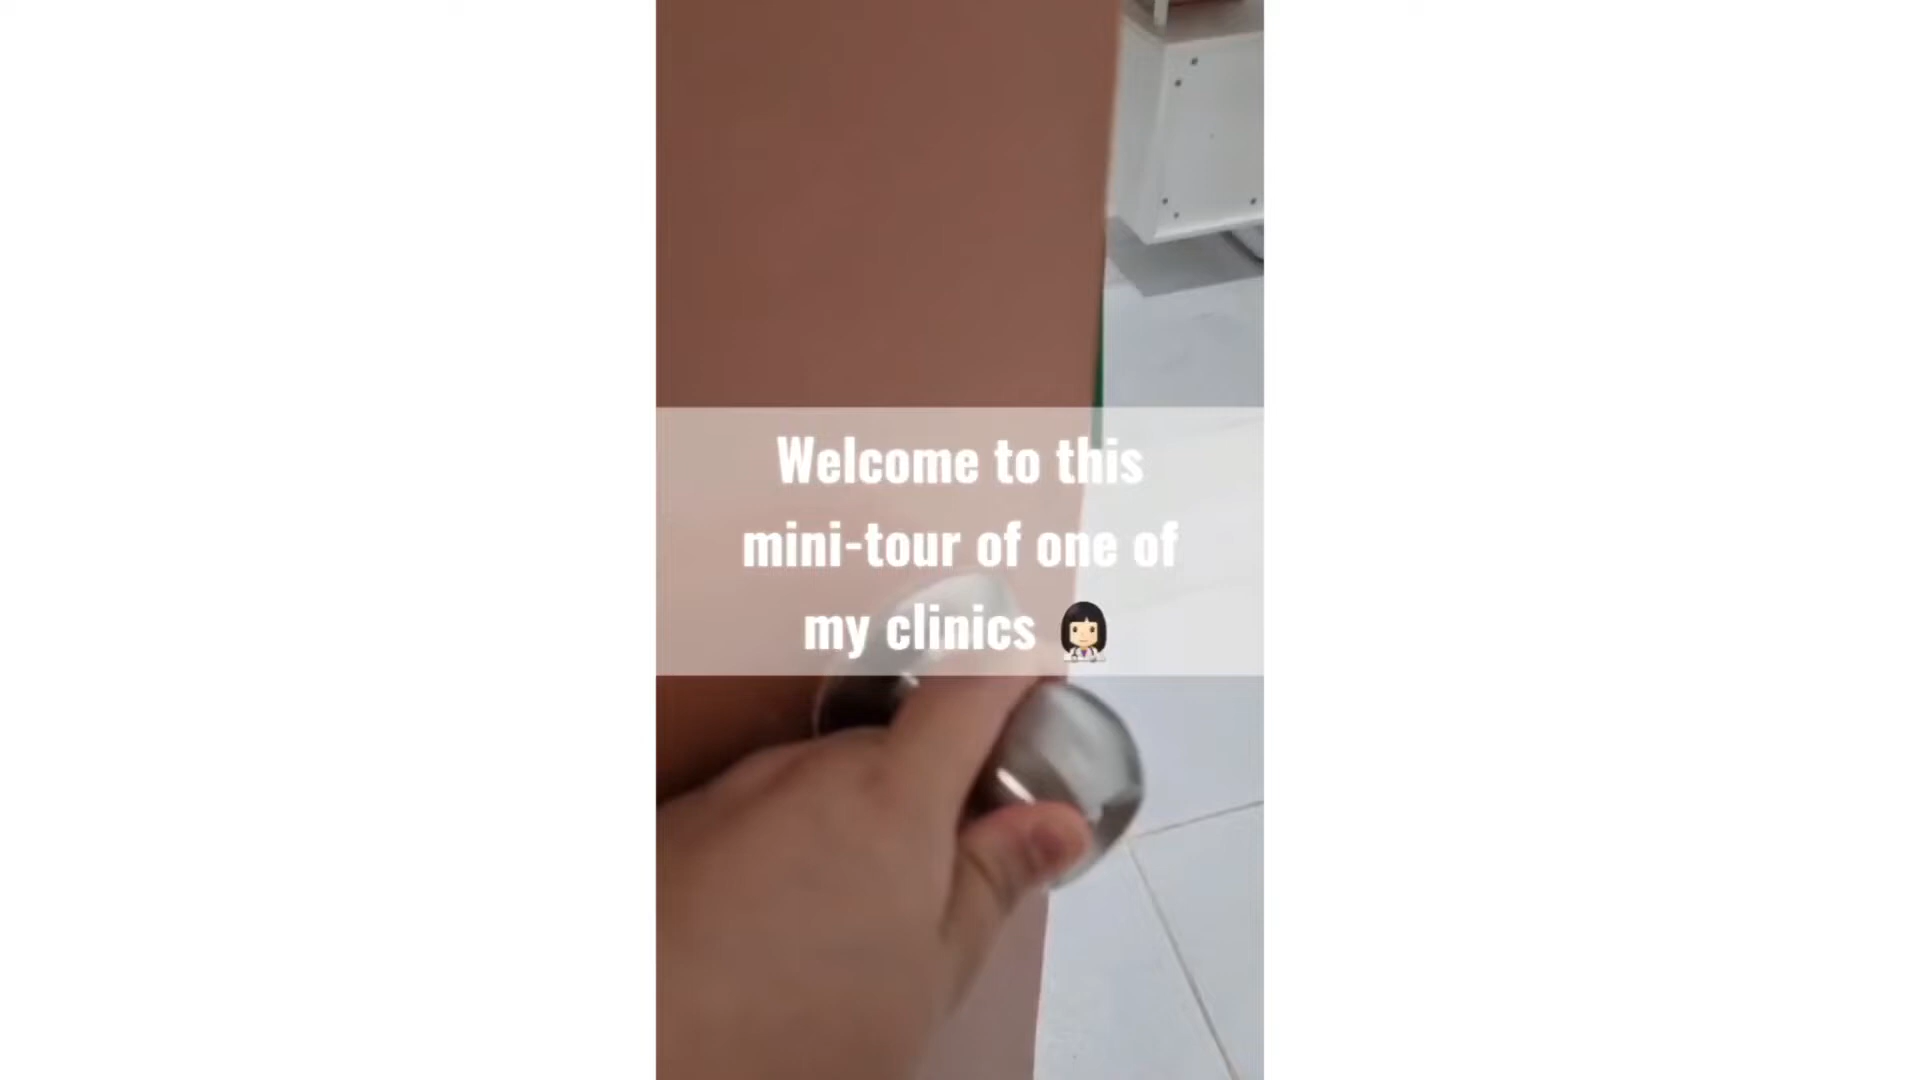 Welcome to this
mini-tour of one of
my clinics 👩🏻‍⚕️